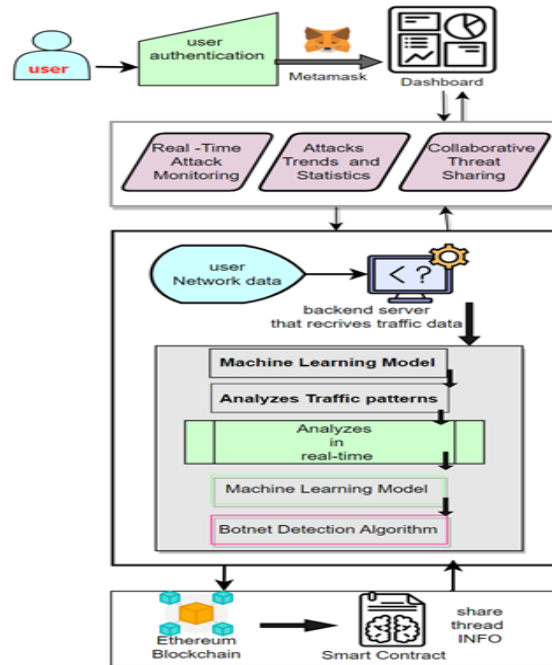 user
user
authentication
Metamask
Dashboard
Real -Time
Attack
Monitoring
Attacks
Trends and
Statistics
Collaborative
Threat
Sharing
user
Network data
< ?
backend server
that recrives traffic data
Machine Learning Model
Analyzes Traffic patterns
Analyzes
in
real-time
Machine Learning Model
Botnet Detection Algorithm
Ethereum
Blockchain
Smart Contract
share
thread
INFO